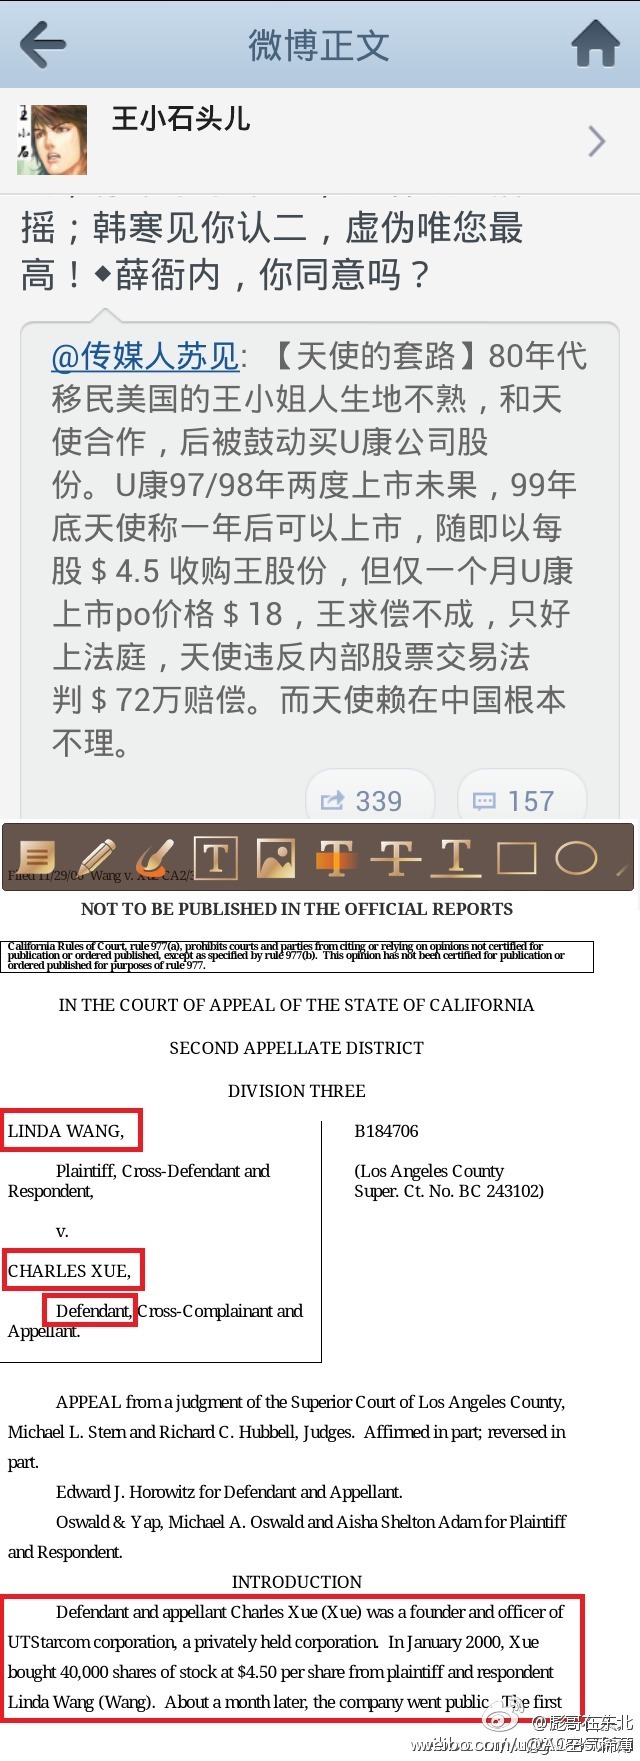 微博正文
王小石头儿
摇；韩寒见你认二，虚伪唯您最
高！◆薛衙内，你同意吗？
@传媒人苏见: 【天使的套路】80年代
移民美国的王小姐人生地不熟，和天
使合作，后被鼓动买U康公司股
份。U康97/98年两度上市未果，99年
底天使称一年后可以上市，随即以每
股＄4.5 收购王股份，但仅一个月U康
上市po价格＄18，王求偿不成，只好
上法庭，天使违反内部股票交易法
判＄72万赔偿。而天使赖在中国根本
不理。
339 157
Filed 11/29/06 Wang v. Xue CA2/3
NOT TO BE PUBLISHED IN THE OFFICIAL REPORTS
California Rules of Court, rule 977(a), prohibits courts and parties from citing or relying on opinions not certified for
publication or ordered published, except as specified by rule 977(b). This opinion has not been certified for publication or
ordered published for purposes of rule 977.
IN THE COURT OF APPEAL OF THE STATE OF CALIFORNIA
SECOND APPELLATE DISTRICT
DIVISION THREE
LINDA WANG,
Plaintiff, Cross-Defendant and
Respondent,
v.
CHARLES XUE,
Defendant, Cross-Complainant and
Appellant.
B184706
(Los Angeles County
Super. Ct. No. BC 243102)
APPEAL from a judgment of the Superior Court of Los Angeles County,
Michael L. Stern and Richard C. Hubbell, Judges. Affirmed in part; reversed in
part.
Edward J. Horowitz for Defendant and Appellant.
Oswald & Yap, Michael A. Oswald and Aisha Shelton Adam for Plaintiff
and Respondent.
INTRODUCTION
Defendant and appellant Charles Xue (Xue) was a founder and officer of
UTStarcom corporation, a privately held corporation. In January 2000, Xue
bought 40,000 shares of stock at $4.50 per share from plaintiff and respondent
Linda Wang (Wang). About a month later, the company went public. The first
@彪哥在东北